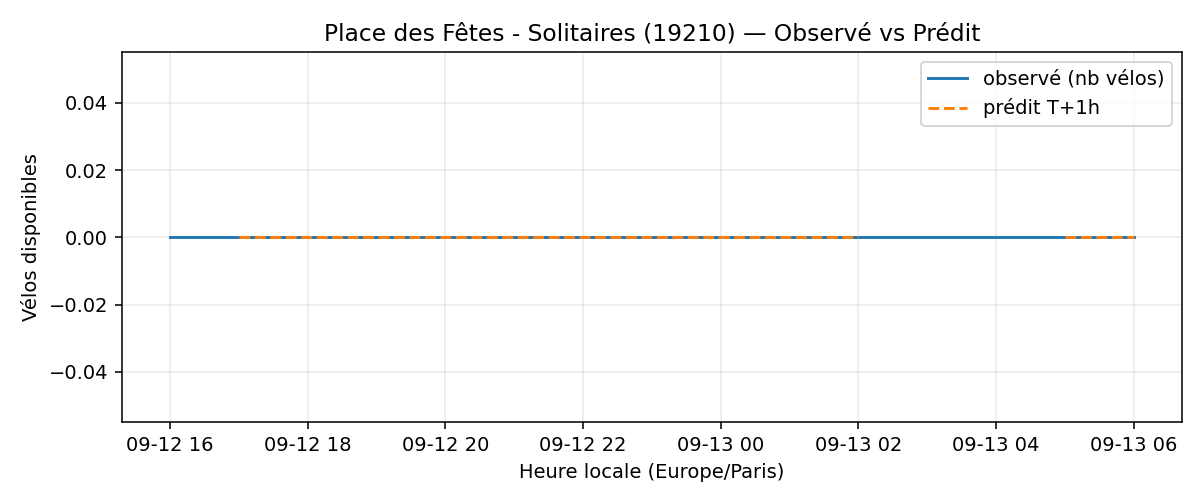 Place des Fêtes - Solitaires (19210) — Observé vs Prédit
observé (nb vélos)
prédit T+1h
Vélos disponibles
0.04
0.02
0.00
−0.02
−0.04
09-12 16 09-12 18 09-12 20 09-12 22 09-13 00 09-13 02 09-13 04 09-13 06
Heure locale (Europe/Paris)